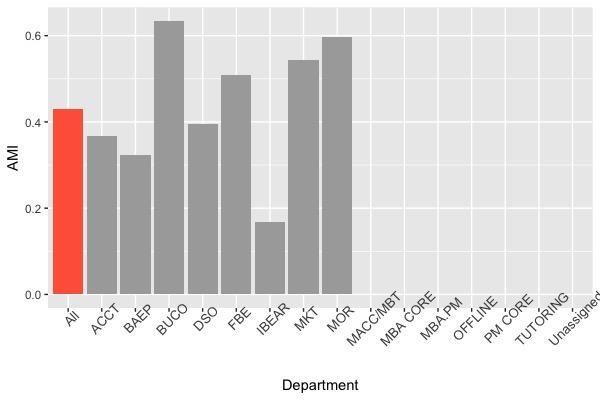 AMI
0.6
0.4
0.2
0.0
All
ACCT
BAEP
BUCO
DSO
FBE
IBEAR
MKT
MOR
MACC/MBT
MBA CORE
MBA.PM
OFFLINE
PM CORE
TUTORING
Unassigned
Department